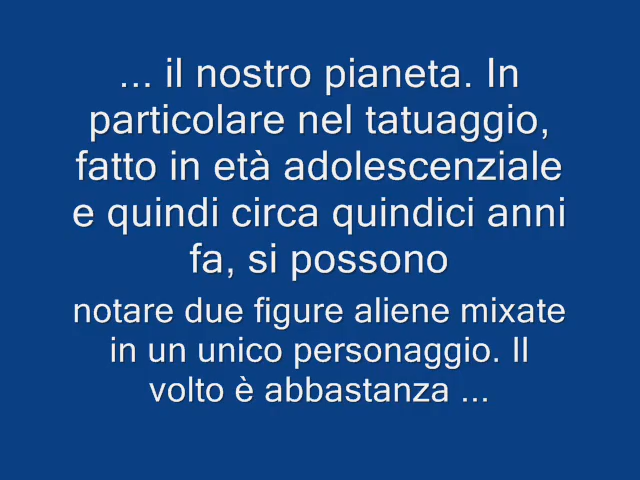 ... il nostro pianeta. In
particolare nel tatuaggio,
fatto in età adolescenziale
e quindi circa quindici anni
fa, si possono
notare due figure aliene mixate
in un unico personaggio. Il
volto è abbastanza ...